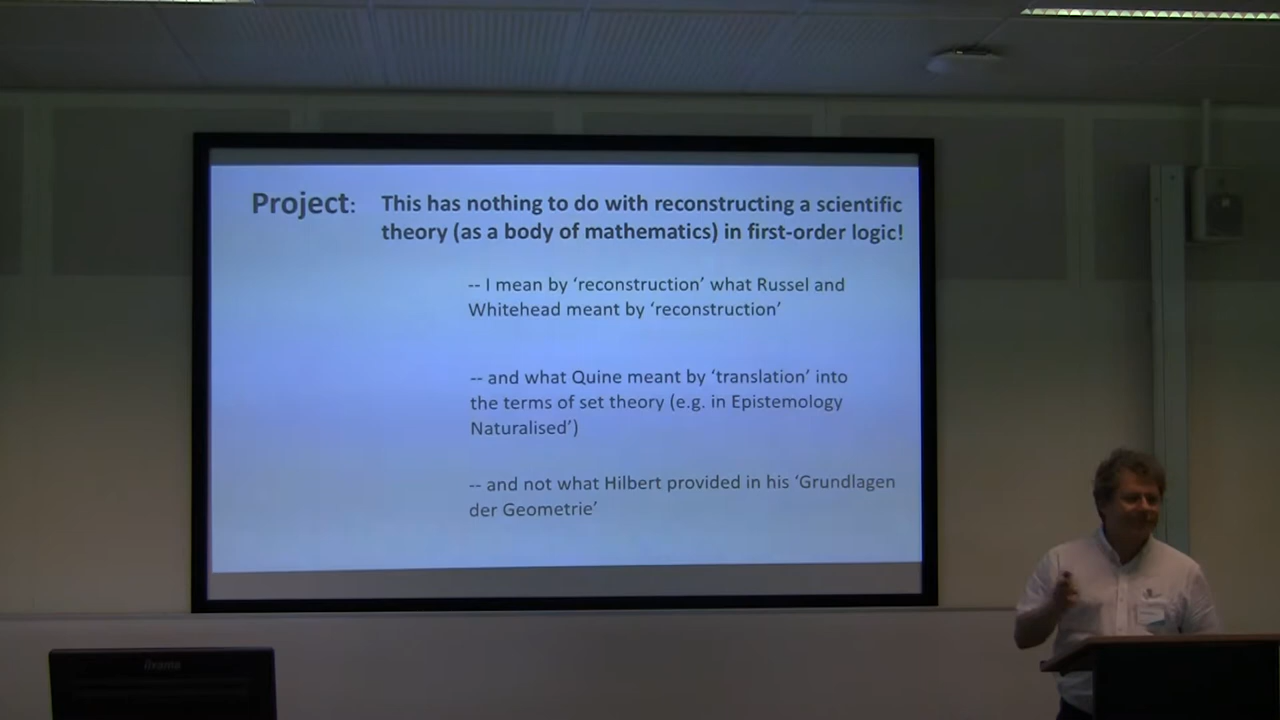 Project: This has nothing to do with reconstructing a scientific
theory (as a body of mathematics) in first-order logic!
-- I mean by ‘reconstruction’ what Russel and
Whitehead meant by ‘reconstruction’
-- and what Quine meant by ‘translation’ into
the terms of set theory (e.g. in Epistemology
Naturalised’)
-- and not what Hilbert provided in his ‘Grundlagen
der Geometrie’
iiyama